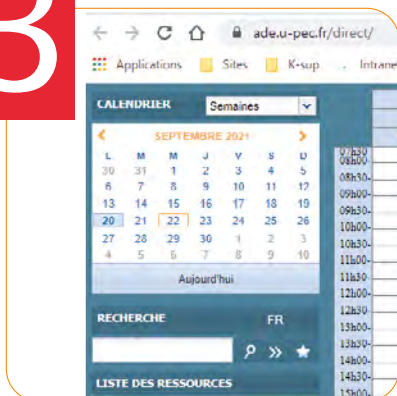 3
ade.u-pec.fr/direct/
Applications Sites K-sup Intrane
CALENDRIER Semaines
SEPTEMBRE 2021
L M M J V S D
30 31 1 2 3 4 5
6 7 8 9 10 11 12
13 14 15 16 17 18 19
20 21 22 23 24 25 26
27 28 29 30 1 2 3
4 5 6 7 8 9 10
Aujourd'hui
RECHERCHE FR
LISTE DES RESSOURCES
07h30
08h00
08h30
09h00
09h30
10h00
10h30
11h00
11h30
12h00
12h30
13h00
13h30
14h00
14h30
15h00